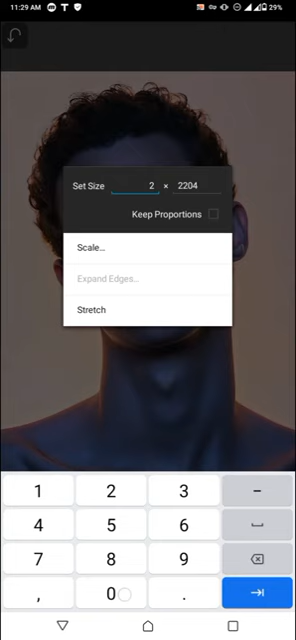 11:29 AM
29%
Set Size 2 × 2204
Keep Proportions
Scale...
Expand Edges...
Stretch
1 2 3 -
4 5 6
7 8 9
, 0 .